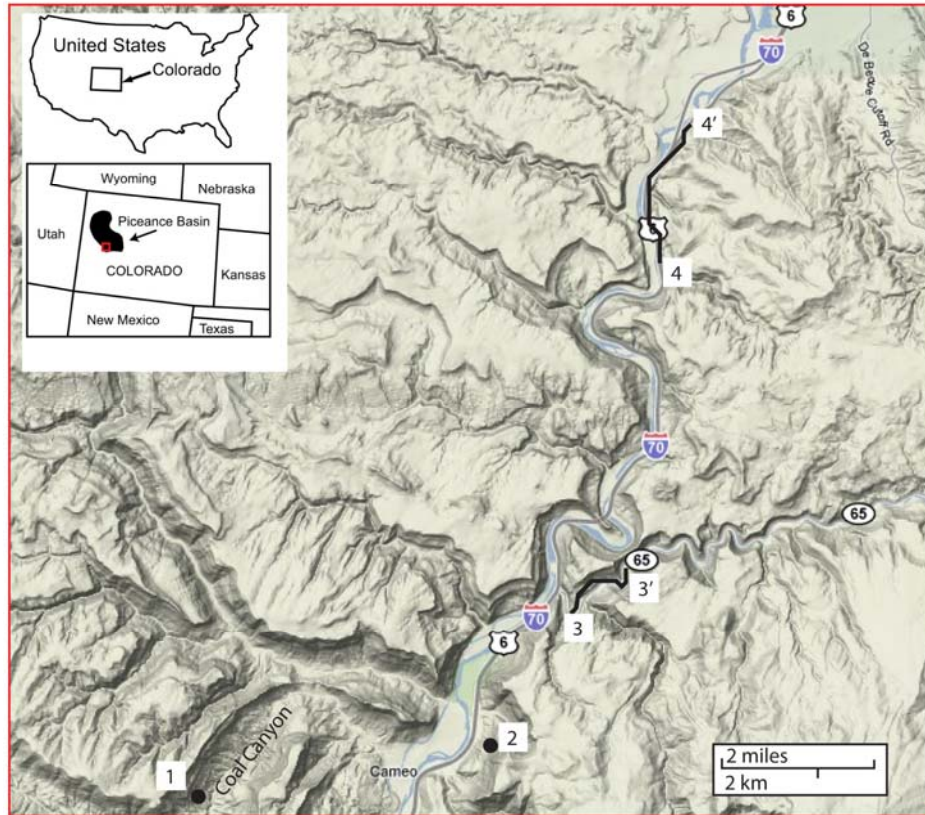 United States
Colorado
Wyoming
Nebraska
Utah
Piceance Basin
COLORADO
Kansas
New Mexico
Texas
6
70
De Beque Cutoff Rd
4'
6
4
70
65
65
3'
3
70
6
Coal Canyon
1
2
Cameo
2 miles
2 km